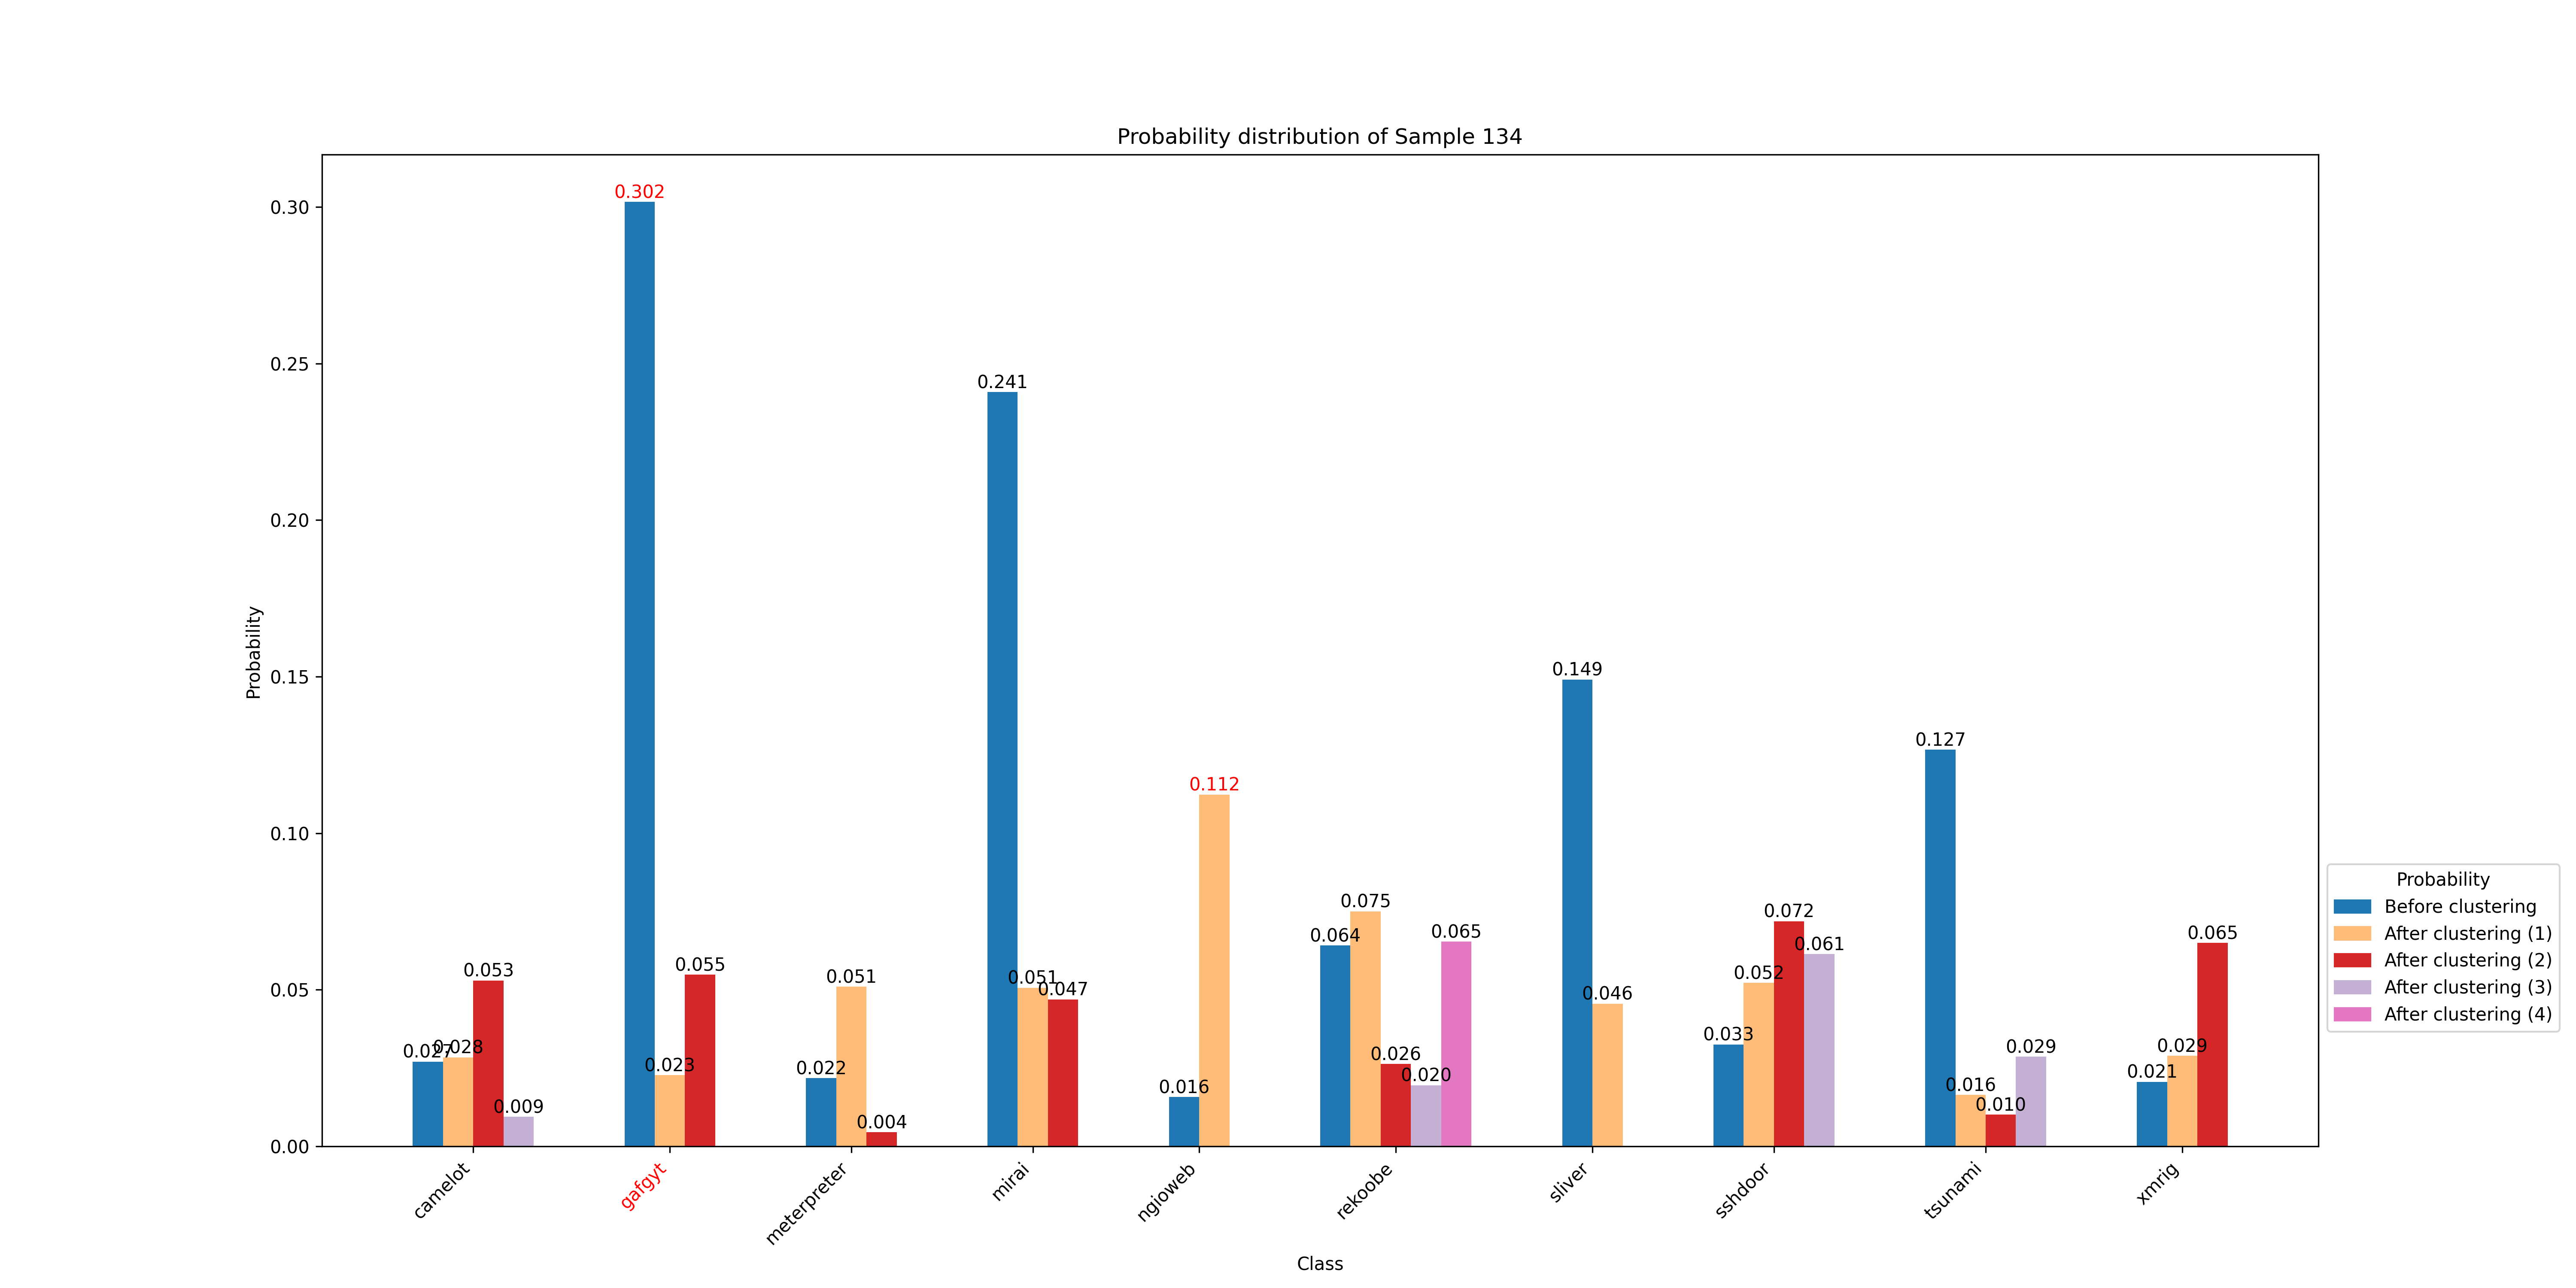 Probability distribution of Sample 134
Probability
0.30
0.25
0.20
0.15
0.10
0.05
0.00
0.027
0.028
0.053
0.009
0.302
0.023
0.055
0.022
0.051
0.004
0.241
0.051
0.047
0.016
0.112
0.064
0.075
0.026
0.020
0.065
0.149
0.046
0.033
0.052
0.072
0.061
0.127
0.016
0.010
0.029
0.021
0.029
0.065
camelot
gafgyt
meterpreter
mirai
ngioweb
rekoobe
sliver
sshdoor
tsunami
xmrig
Class
Probability
Before clustering
After clustering (1)
After clustering (2)
After clustering (3)
After clustering (4)